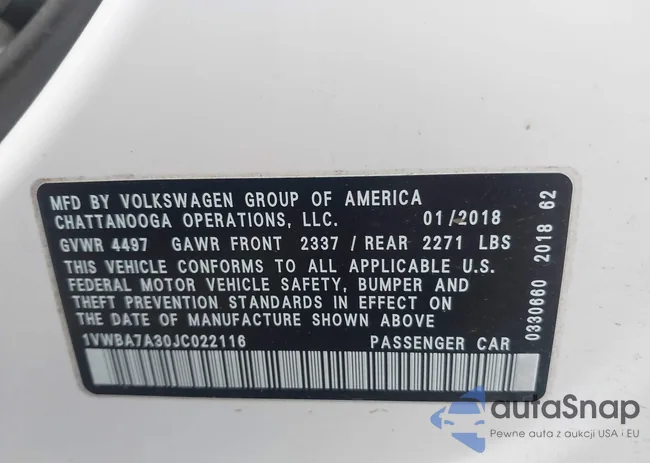 MFD BY VOLKSWAGEN GROUP OF AMERICA
CHATTANOOGA OPERATIONS, LLC. 01/2018
GVWR 4497 GAWR FRONT 2337 / REAR 2271 LBS
THIS VEHICLE CONFORMS TO ALL APPLICABLE U.S.
FEDERAL MOTOR VEHICLE SAFETY, BUMPER AND
THEFT PREVENTION STANDARDS IN EFFECT ON
THE DATE OF MANUFACTURE SHOWN ABOVE
1VWBA7A30JC022116 PASSENGER CAR
0330660 2018 62
autaSnap
Pewne auta z aukcji USA i EU